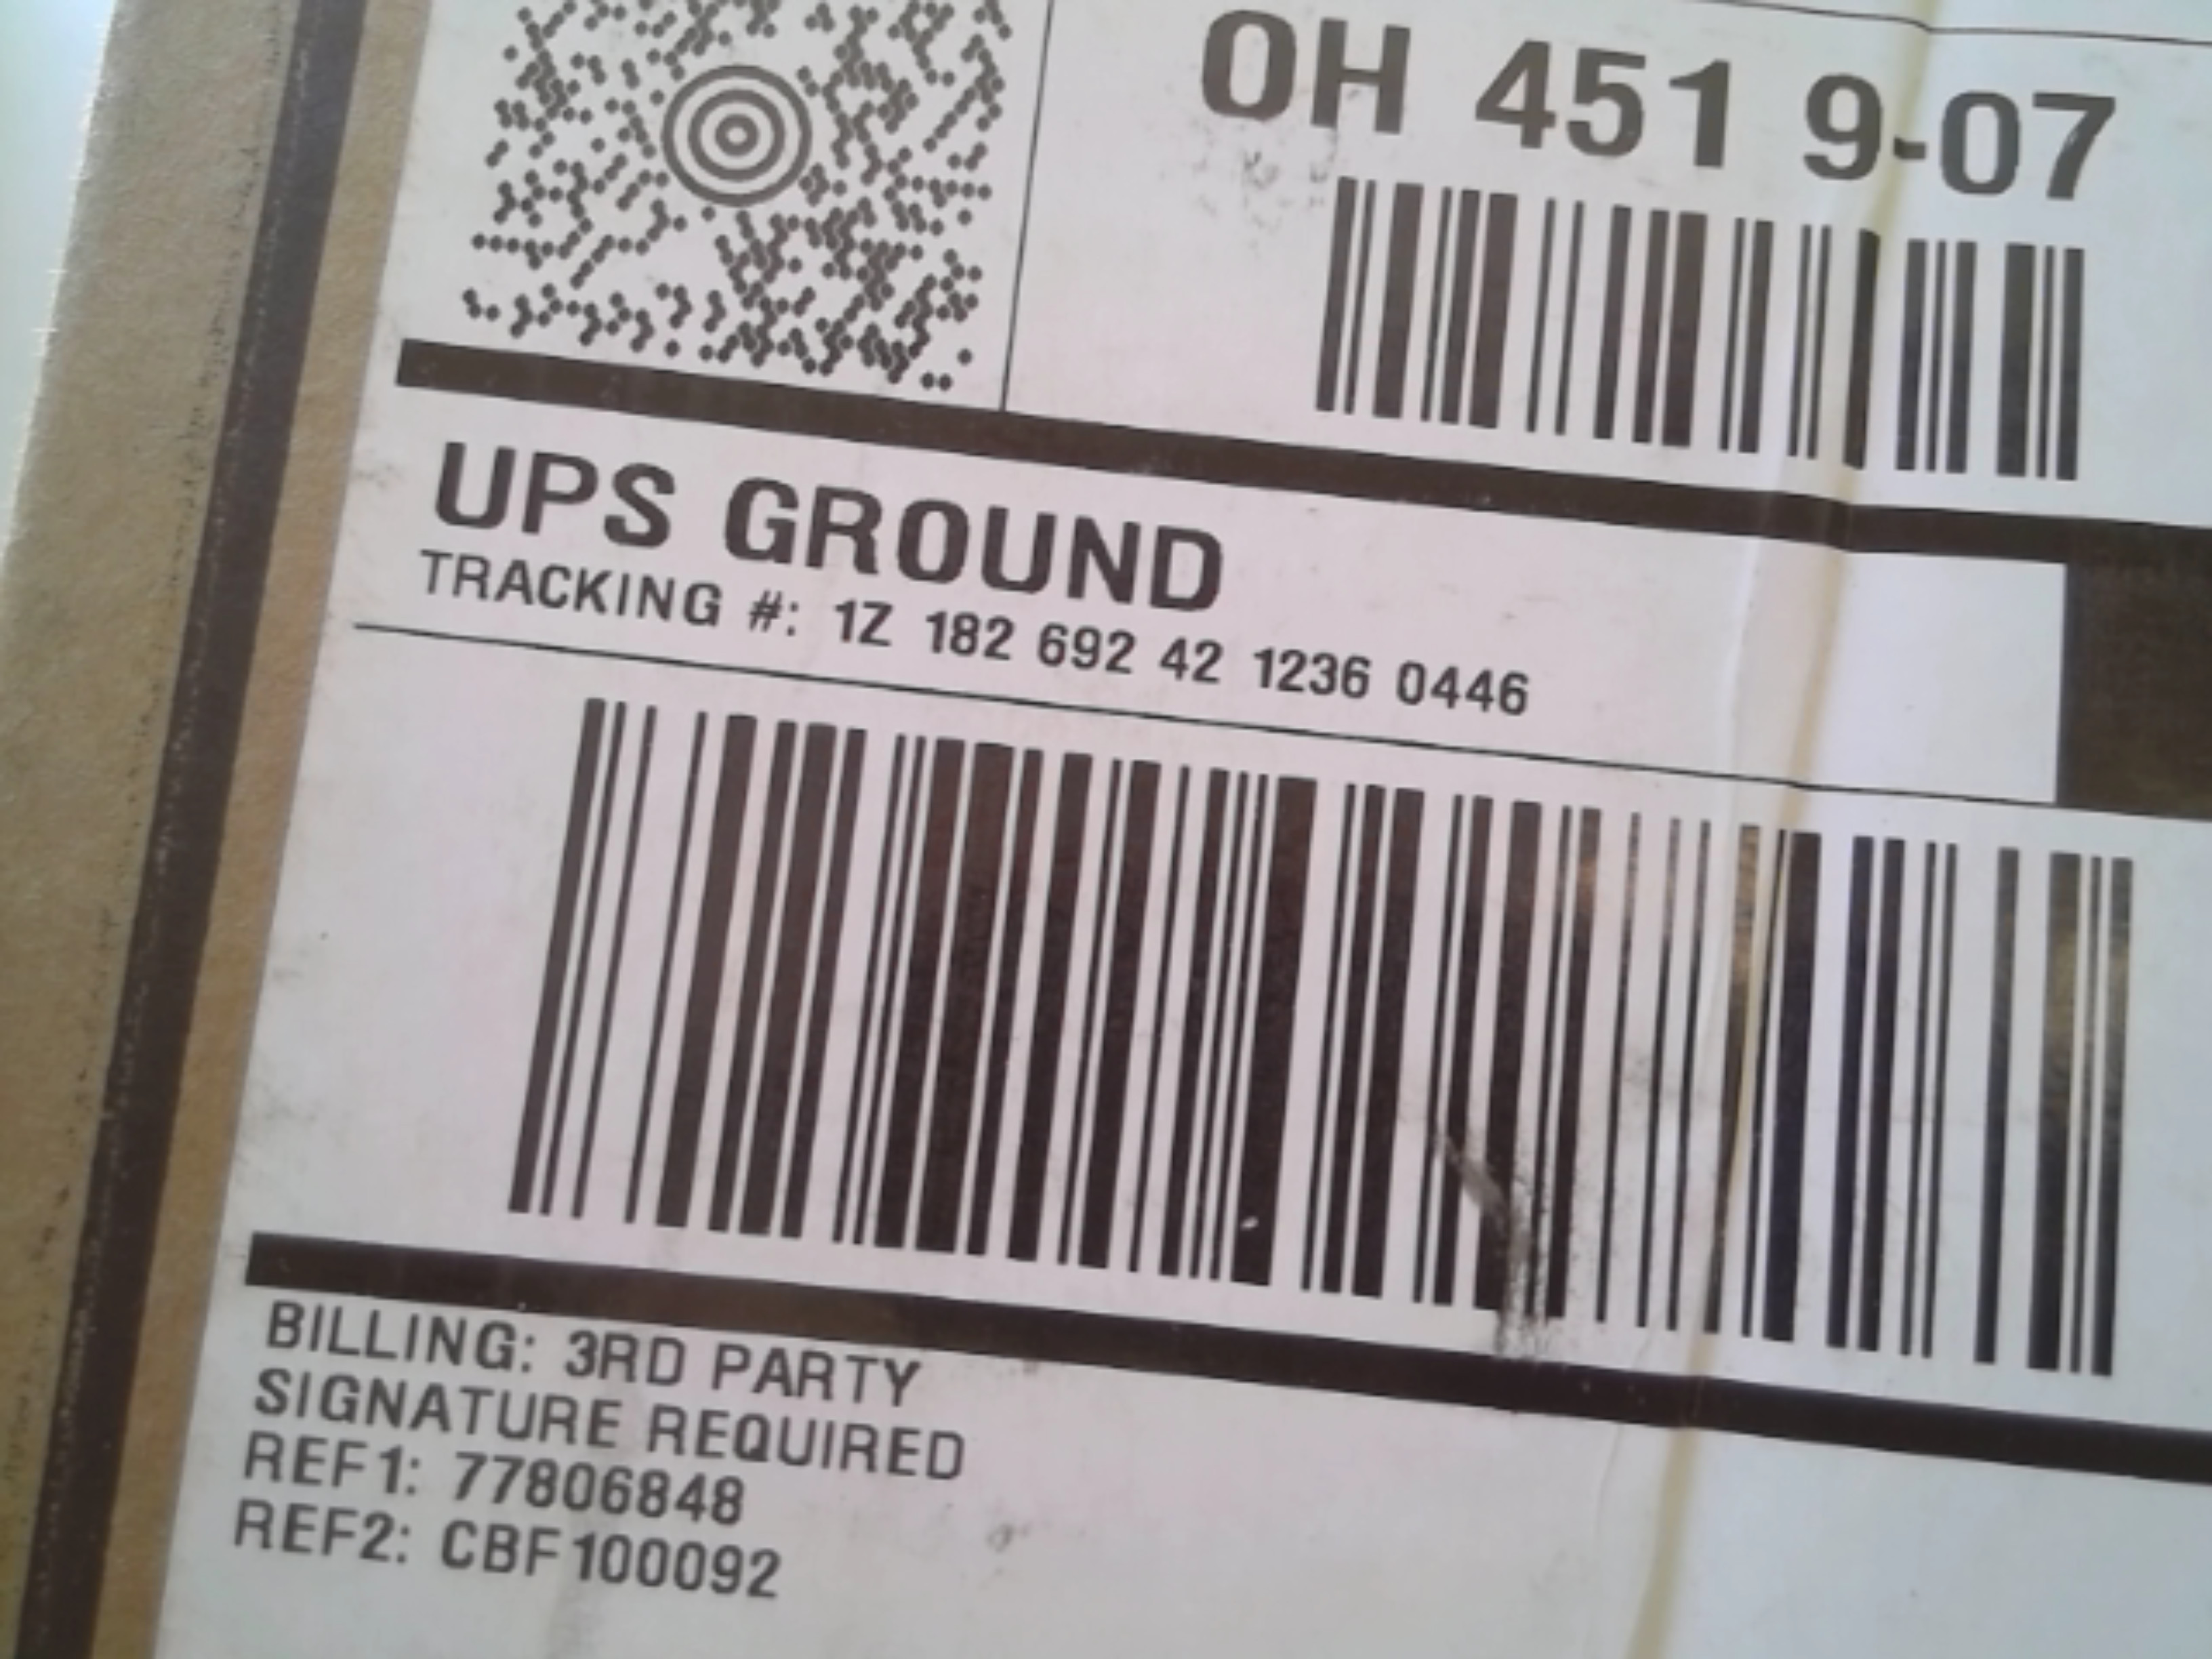 OH 451 9-07
UPS GROUND
TRACKING #: 1Z 182 692 42 1236 0446
BILLING: 3RD PARTY
SIGNATURE REQUIRED
REF1: 77806848
REF2: CBF100092